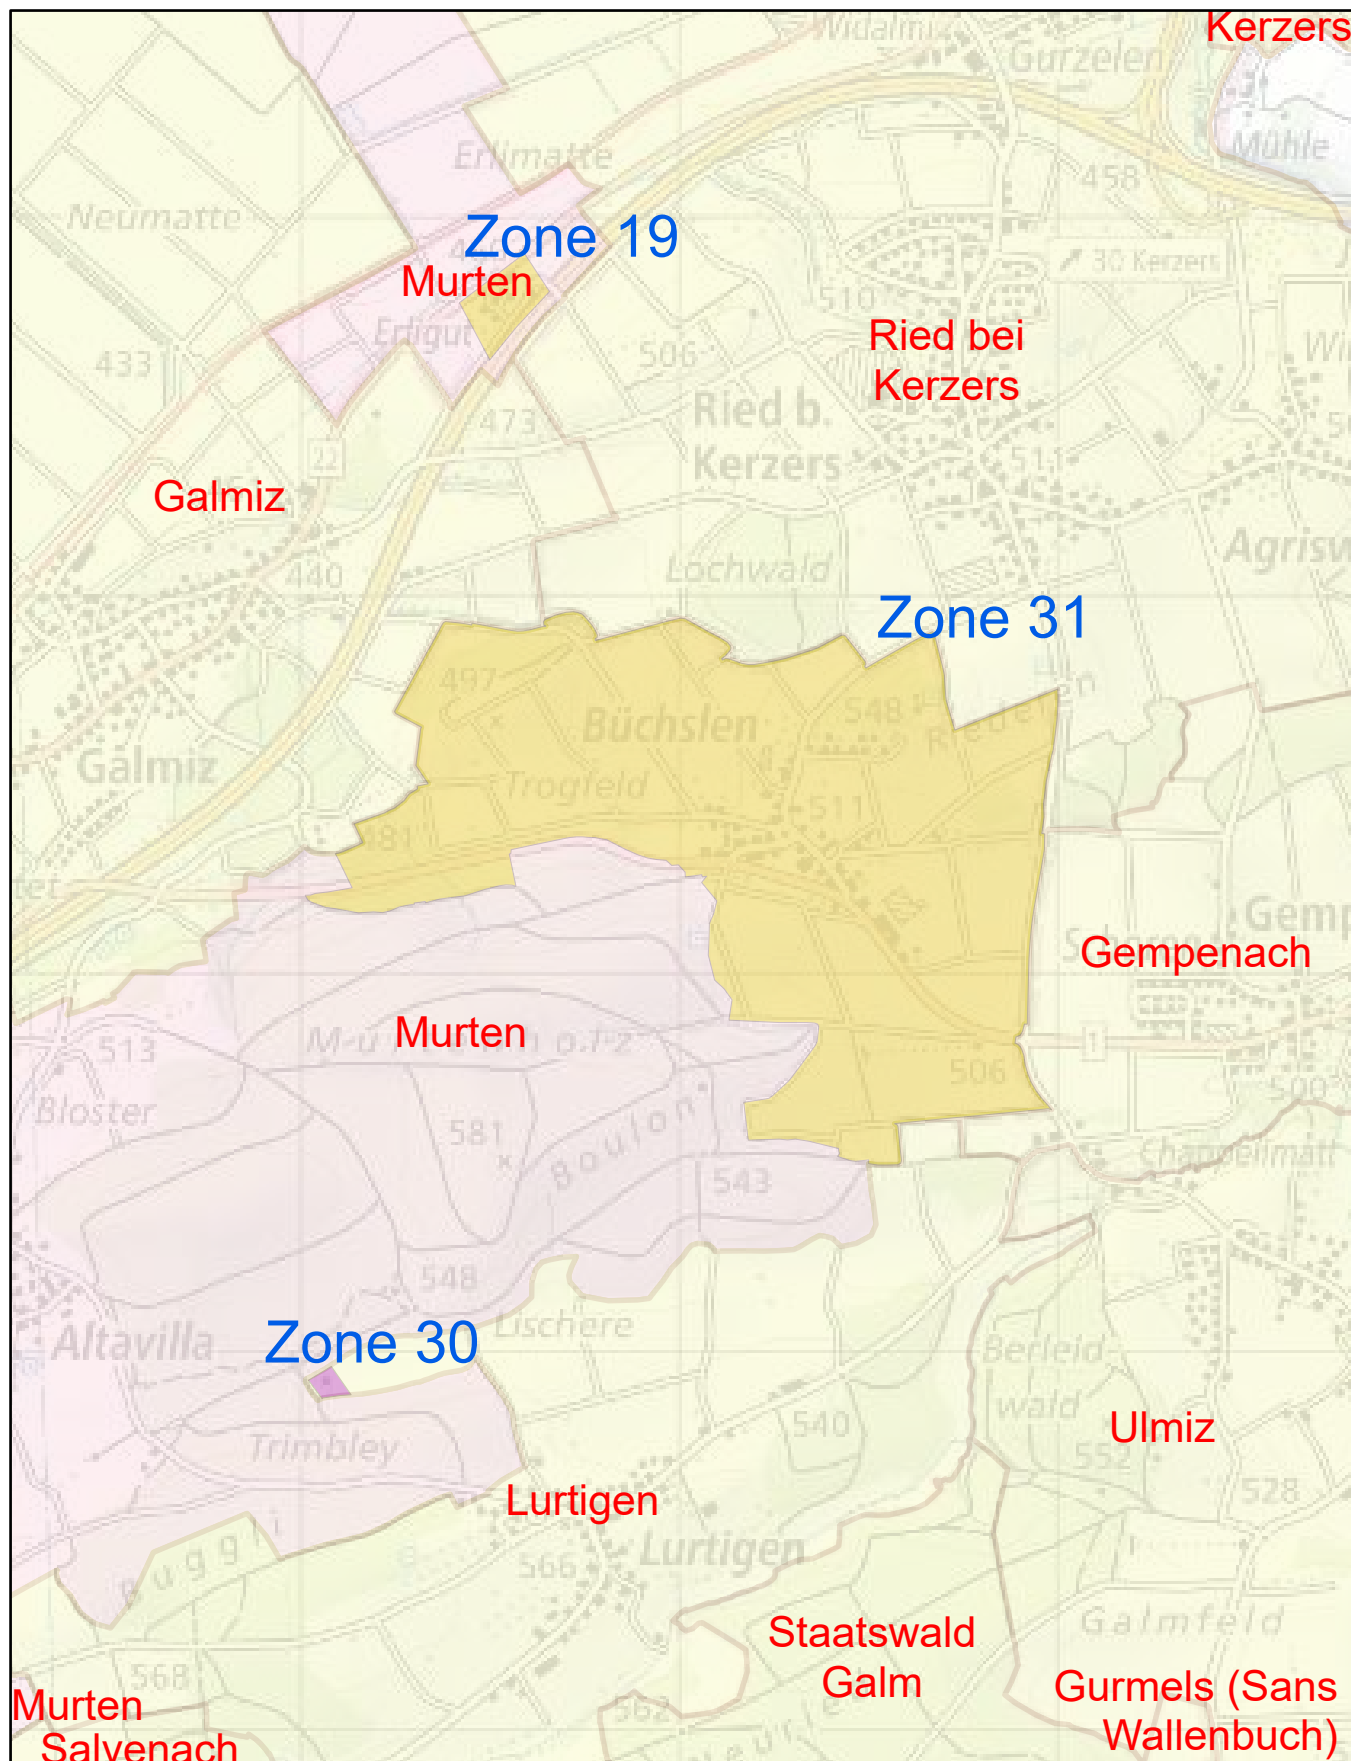 Kerzers
Widalmiz
Gurzelen
Mühle
Erlimatte
458
Neumatte
Zone 19
30 Kerzers
Murten
510
Erligut
433
506
Ried bei
Kerzers
Ried b.
Kerzers
473
22
511
Galmiz
Agrisw
440
Lochwald
Zone 31
497
548
Büchslen
Galmiz
Trogfeld
511
481
Gemp
Gempenach
Murten
513
1
506
500
Bloster
581
Boulon
Chappelimatt
543
548
Altavilla
Lischere
Zone 30
Berleid
wald
540
Ulmiz
Trimbley
552
528
Lurtigen
Lurtigen
566
Staatswald
Galm
Galmfeld
568
562
Gurmels (Sans
Wallenbuch)
Murten
Salvenach